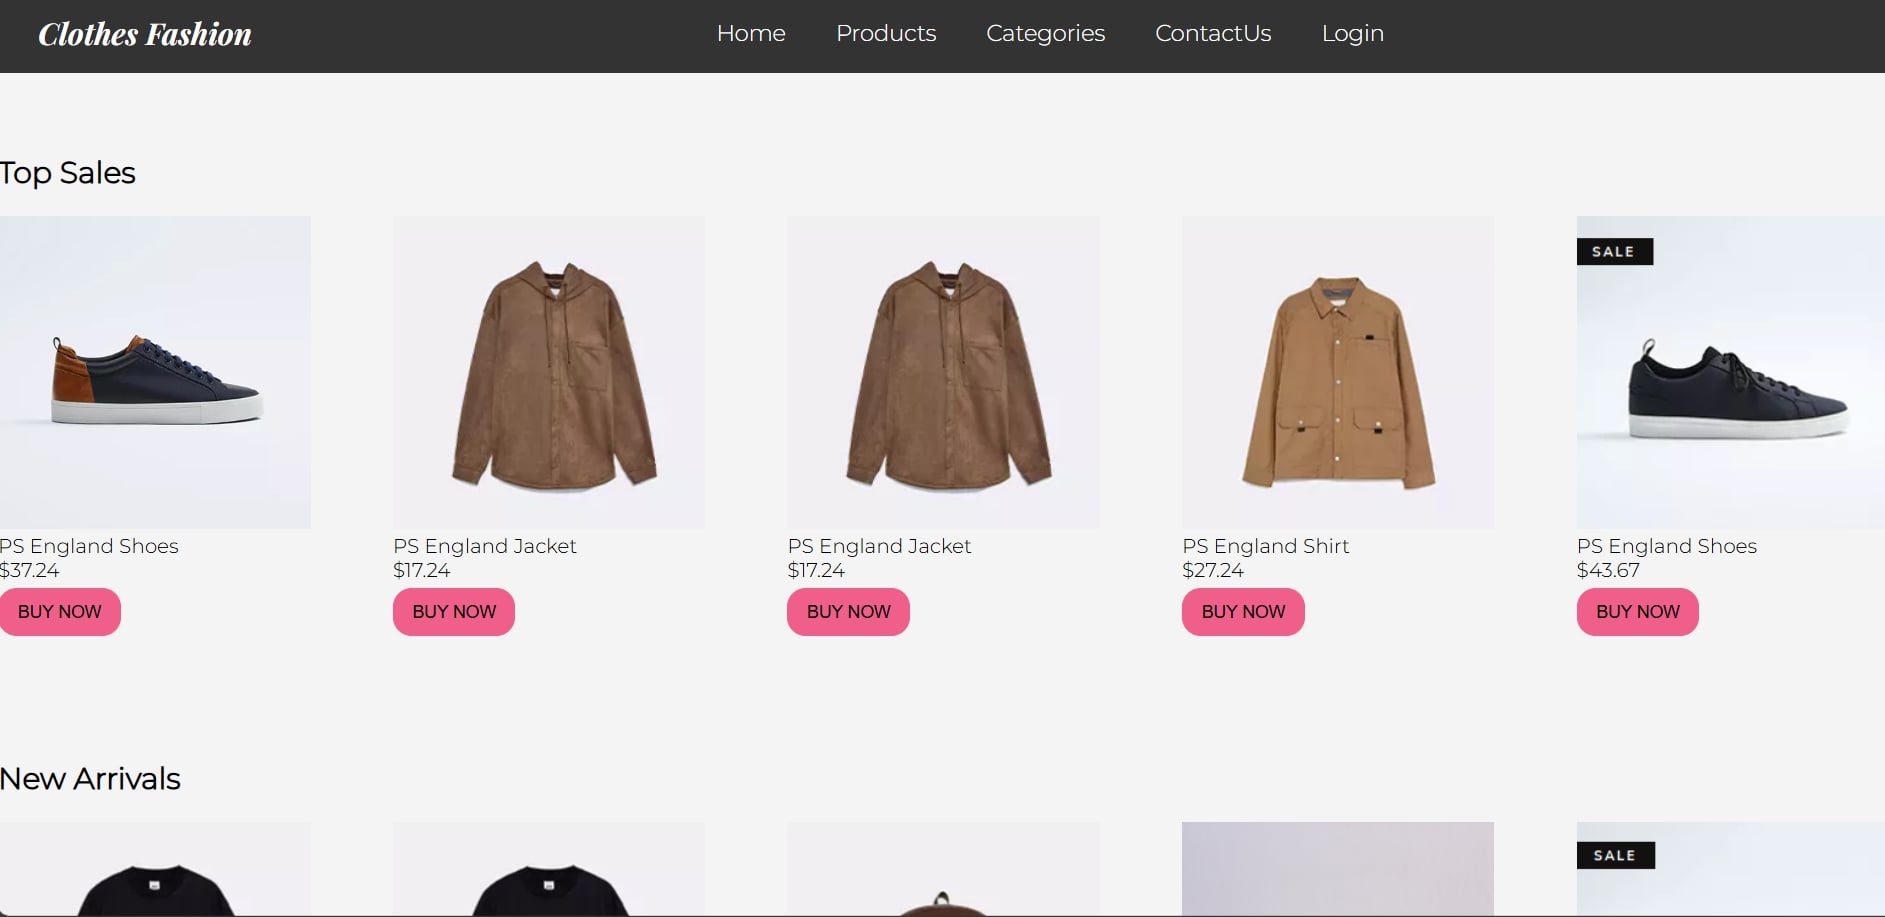 Clothes Fashion
Home Products Categories ContactUs Login
Top Sales
SALE
PS England Shoes
$37.24
BUY NOW
PS England Jacket
$17.24
BUY NOW
PS England Jacket
$17.24
BUY NOW
PS England Shirt
$27.24
BUY NOW
PS England Shoes
$43.67
BUY NOW
New Arrivals
SALE